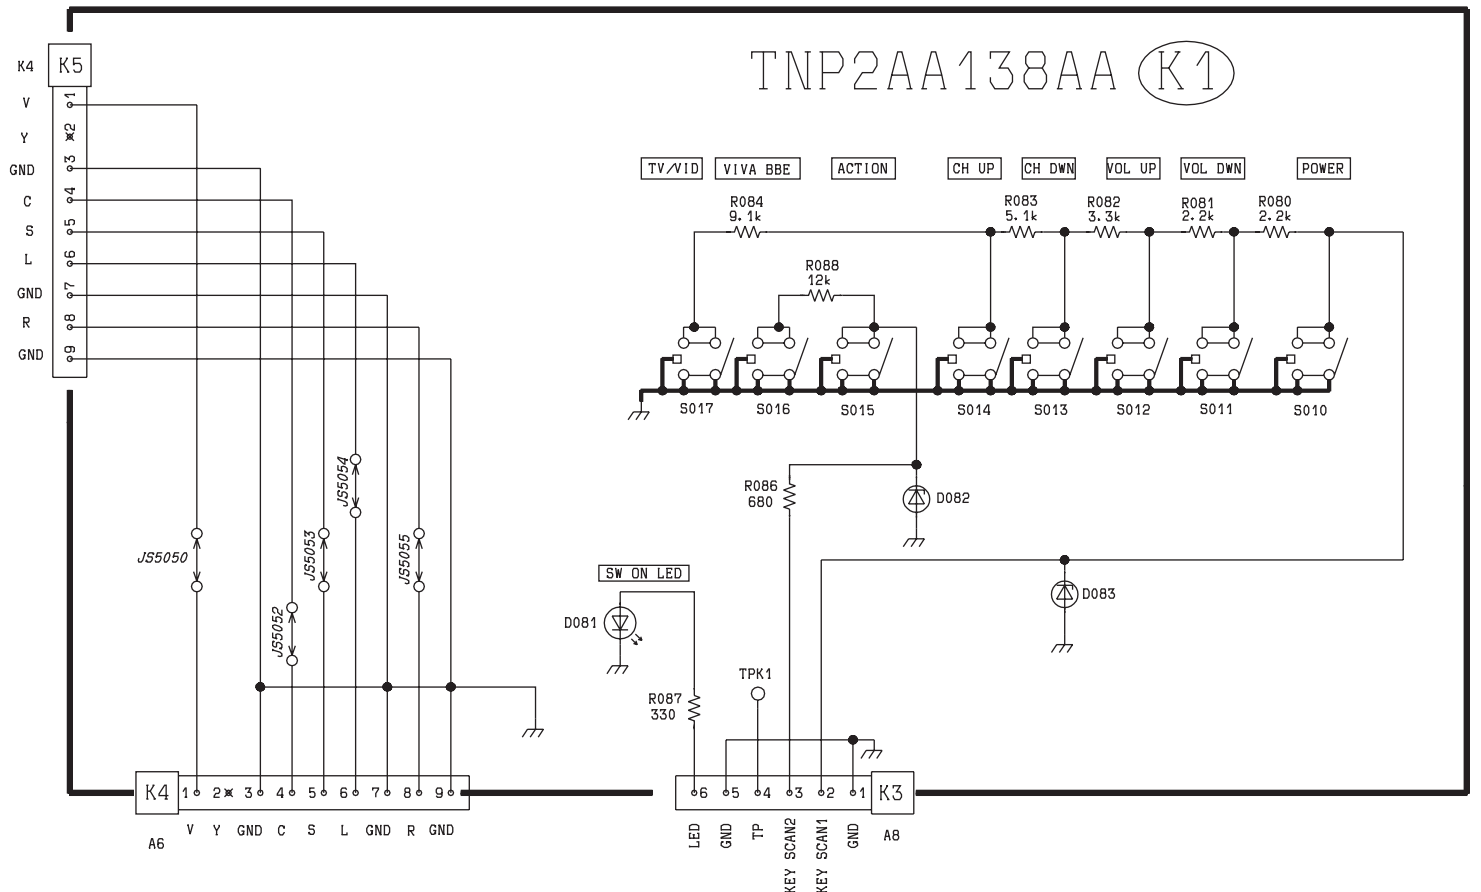 TNP2AA138AA K1
K4 K5
V 1
Y 2
GND 3
C 4
S 5
L 6
GND 7
R 8
GND 9
TV/VID VIVA BBE ACTION CH UP CH DWN VOL UP VOL DWN POWER
R084 R083 R082 R081 R080
9.1k 5.1k 3.3k 2.2k 2.2k
R088
12k
S017 S016 S015 S014 S013 S012 S011 S010
R086
680
D082
D083
SW ON LED
D081
R087
330
TPK1
JS5050
JS5052
JS5053
JS5054
JS5055
K4 1 2 3 4 5 6 7 8 9
V Y GND C S L GND R GND
A6
6 5 4 3 2 1 K3
LED GND TP KEY SCAN2 KEY SCAN1 GND A8